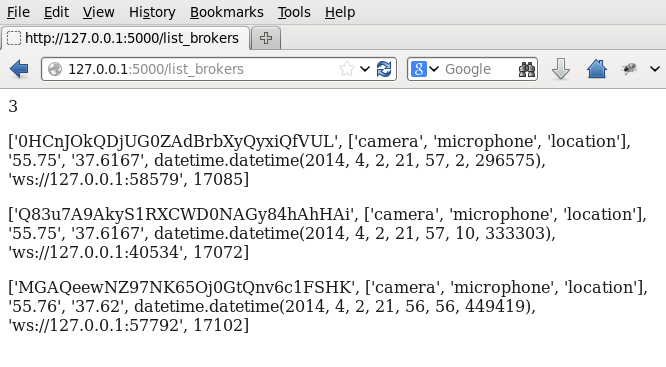 File Edit View History Bookmarks Tools Help
http://127.0.0.1:5000/list_brokers
127.0.0.1:5000/list_brokers Google
3
['0HCnJOkQDjUG0ZAdBrbXyQyxiQfVUL', ['camera', 'microphone', 'location'],
'55.75', '37.6167', datetime.datetime(2014, 4, 2, 21, 57, 2, 296575),
'ws://127.0.0.1:58579', 17085]
['Q83u7A9AkyS1RXCWD0NAGy84hAhHAi', ['camera', 'microphone', 'location'],
'55.75', '37.6167', datetime.datetime(2014, 4, 2, 21, 57, 10, 333303),
'ws://127.0.0.1:40534', 17072]
['MGAQeewNZ97NK65Oj0GtQnv6c1FSHK', ['camera', 'microphone', 'location'],
'55.76', '37.62', datetime.datetime(2014, 4, 2, 21, 56, 56, 449419),
'ws://127.0.0.1:57792', 17102]